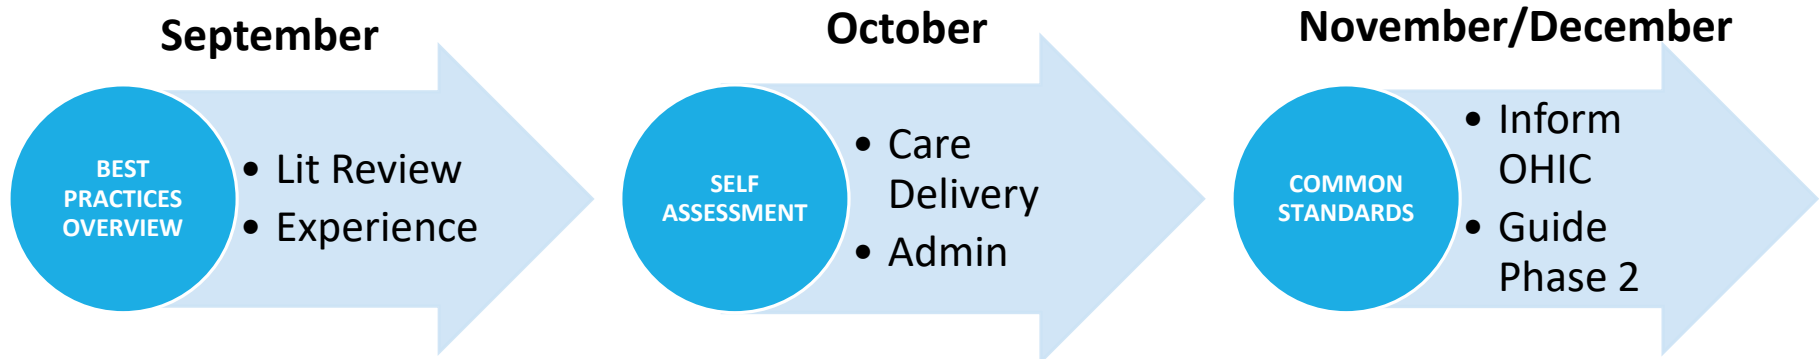 September
BEST
PRACTICES
OVERVIEW
• Lit Review
• Experience
October
SELF
ASSESSMENT
• Care
Delivery
• Admin
November/December
COMMON
STANDARDS
• Inform
OHIC
• Guide
Phase 2